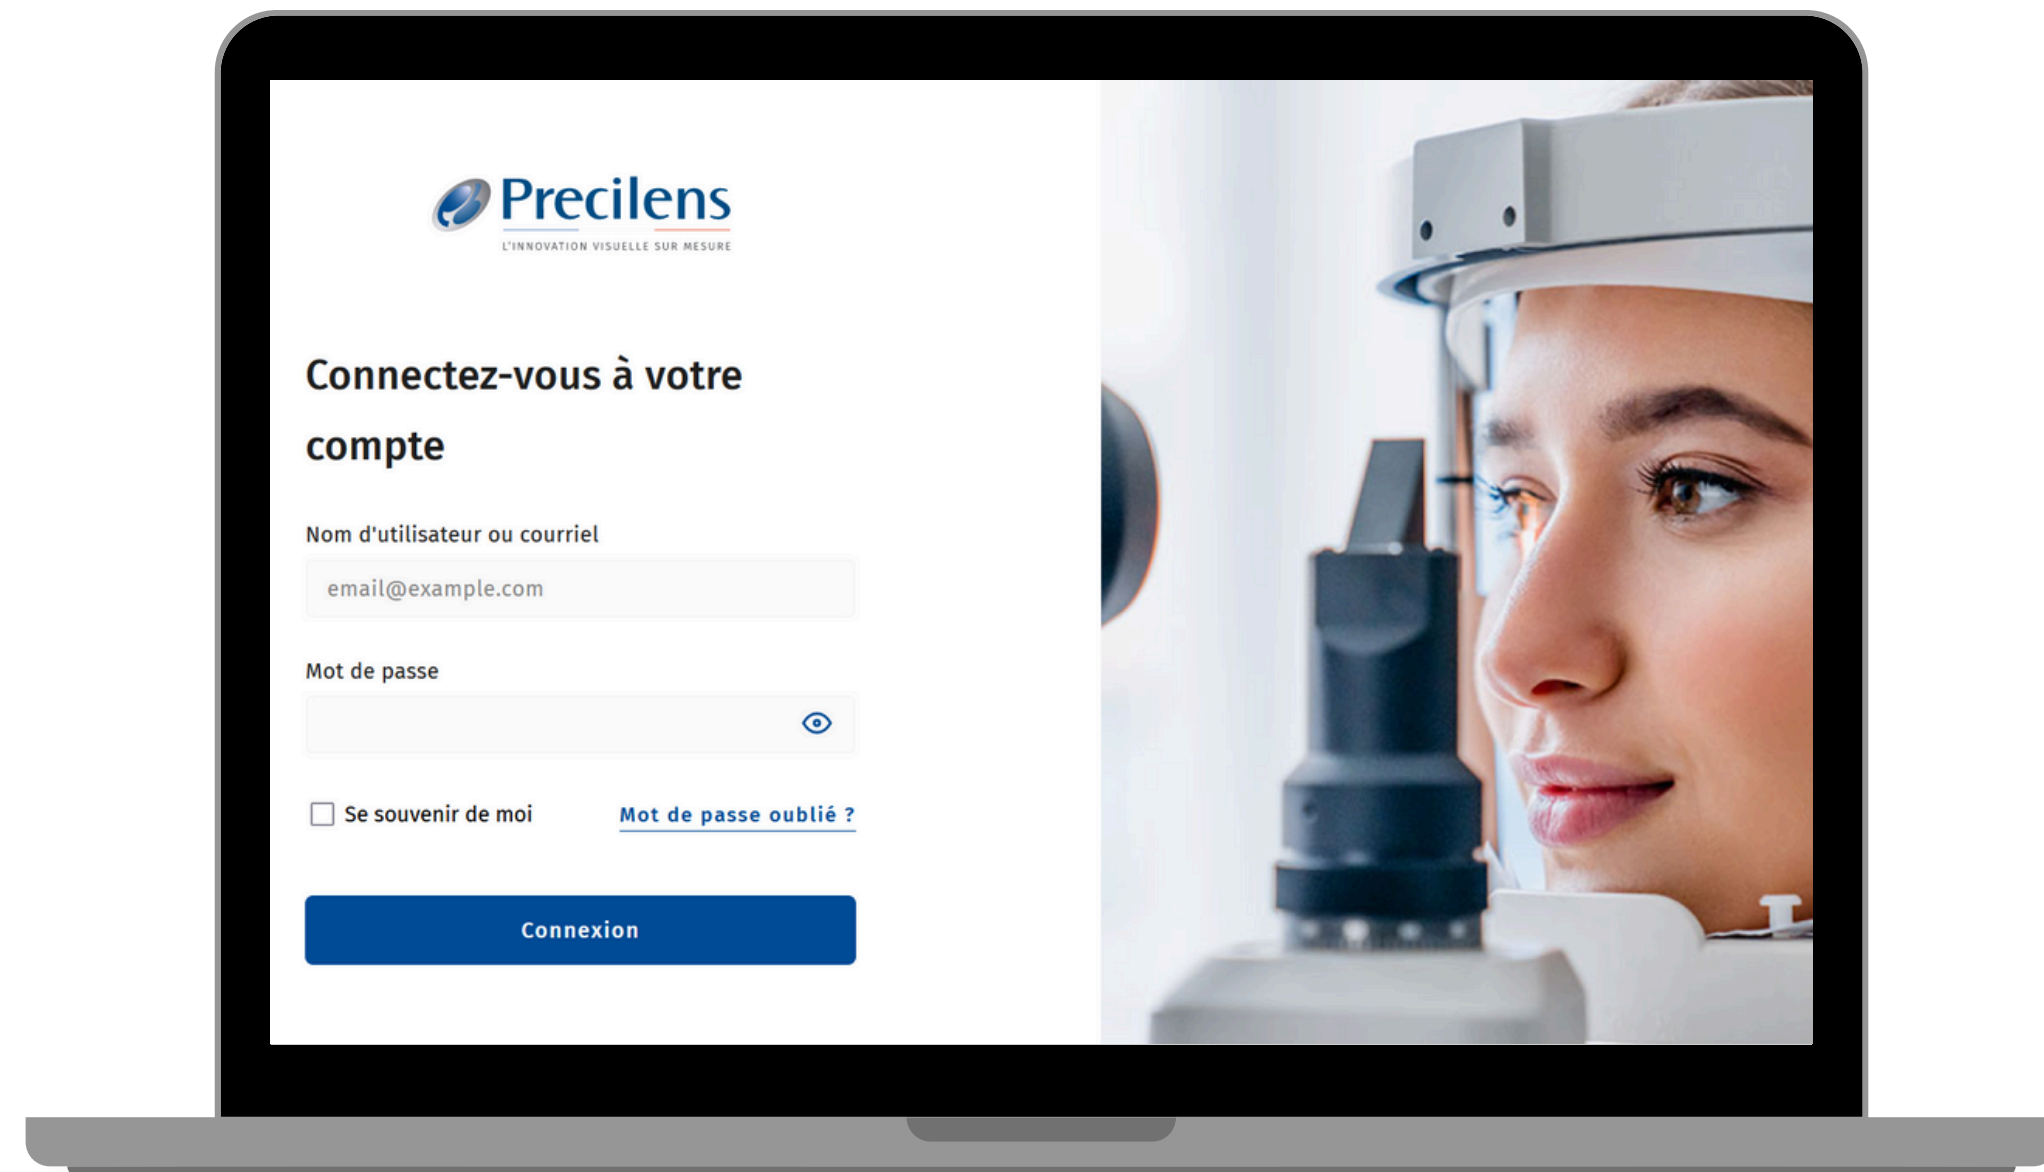 Precilens
L'INNOVATION VISUELLE SUR MESURE
Connectez-vous à votre
compte
Nom d'utilisateur ou courriel
email@example.com
Mot de passe
Se souvenir de moi
Mot de passe oublié ?
Connexion